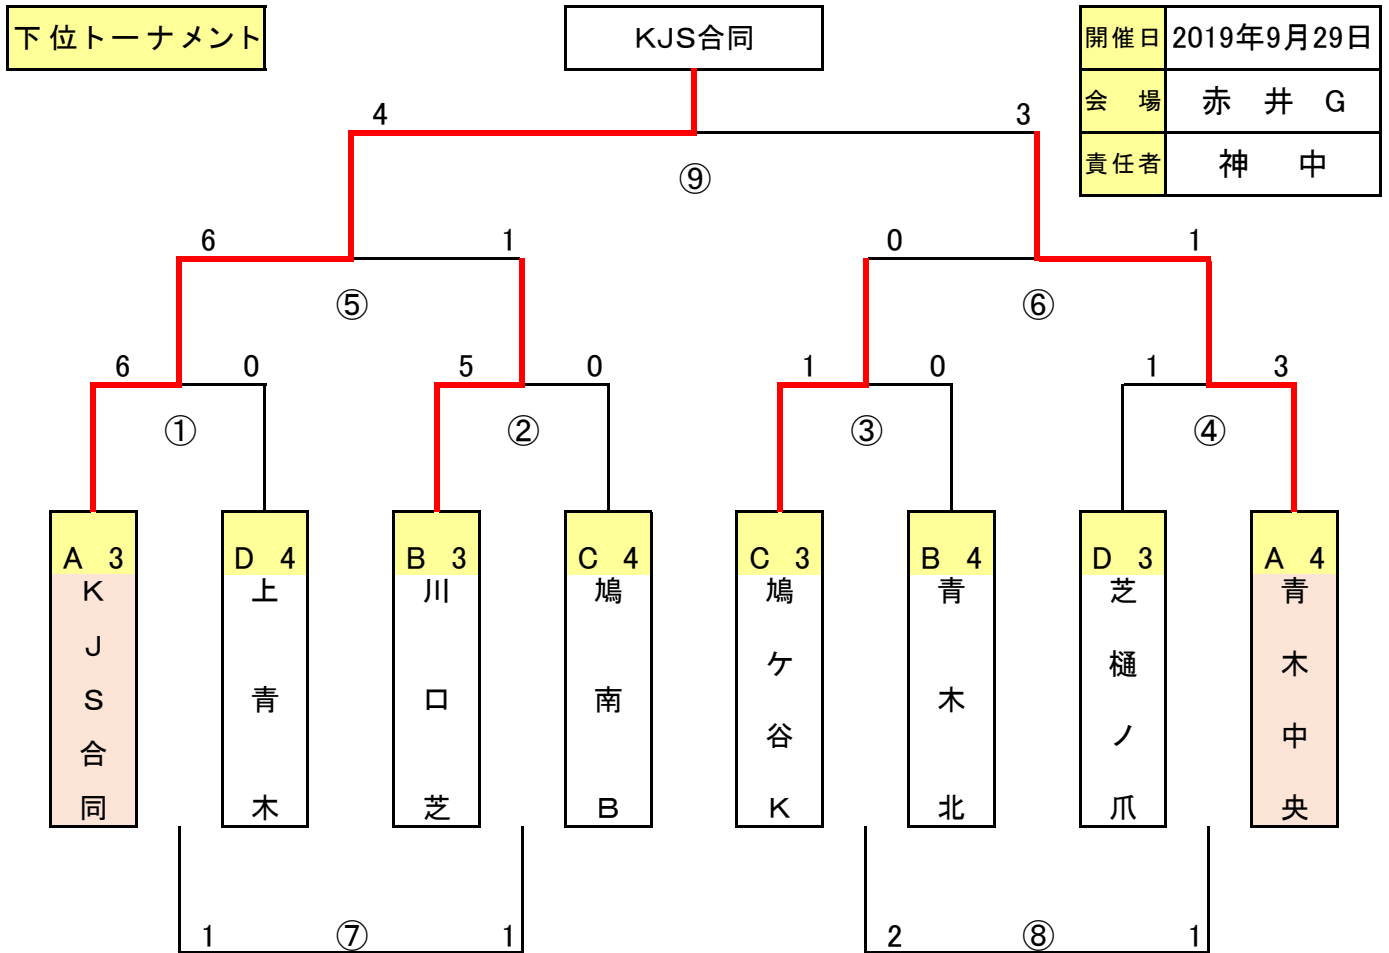 下位トーナメント
KJS合同
開催日 2019年9月29日
会場 赤井G
責任者 神中
4 3
⑨
6 1 0 1
⑤ ⑥
6 0 5 0 1 0 1 3
① ② ③ ④
A 3 D 4 B 3 C 4 C 3 B 4 D 3 A 4
KJS合同
上青木
川口芝
鳩南B
鳩ケ谷K
青木北
芝樋ノ爪
青木中央
1 ⑦ 1 2 ⑧ 1